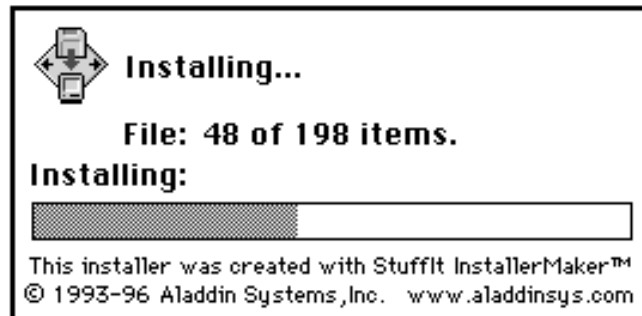 Installing...
File: 48 of 198 items.
Installing:
This installer was created with StuffIt InstallerMaker™
© 1993-96 Aladdin Systems,Inc. www.aladdinsys.com